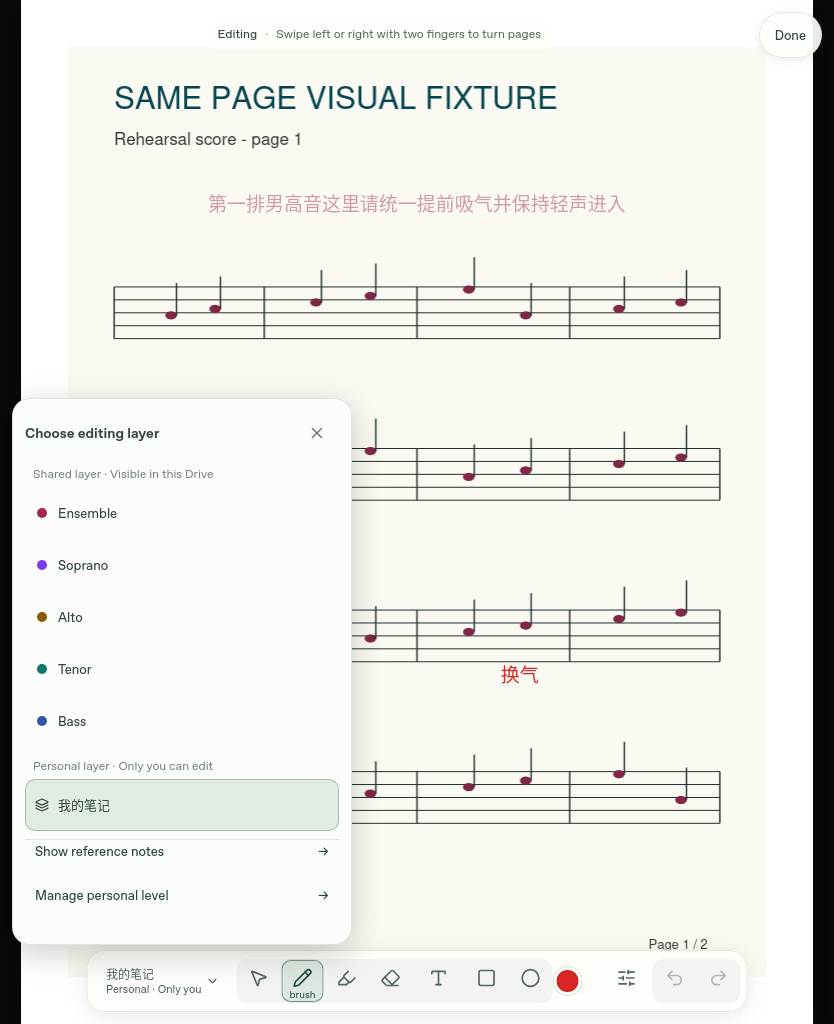 Editing · Swipe left or right with two fingers to turn pages
Done
SAME PAGE VISUAL FIXTURE
Rehearsal score - page 1
第一排男高音这里请统一提前吸气并保持轻声进入
换气
Choose editing layer
Shared layer · Visible in this Drive
Ensemble
Soprano
Alto
Tenor
Bass
Personal layer · Only you can edit
我的笔记
Show reference notes
Manage personal level
Page 1 / 2
我的笔记
Personal · Only you
brush
T